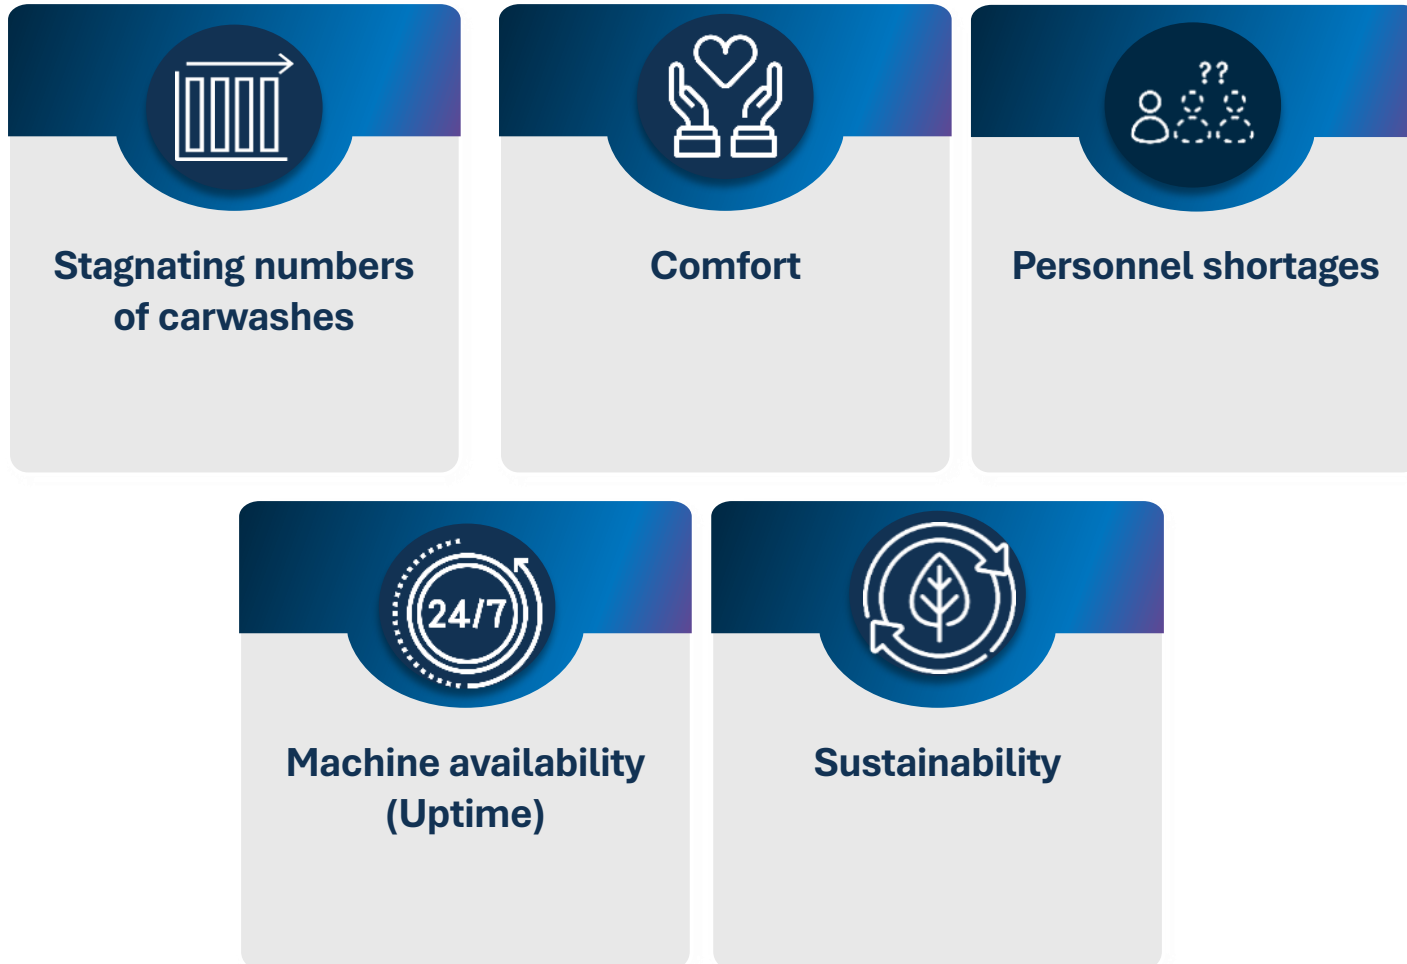 ??
Stagnating numbers
of carwashes
Comfort
Personnel shortages
24/7
Machine availability
(Uptime)
Sustainability